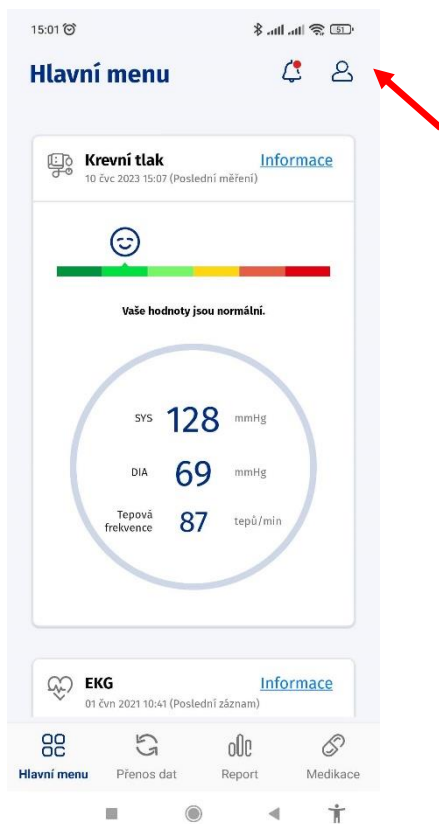 15:01 51
Hlavní menu
Krevní tlak Informace
10 čvc 2023 15:07 (Poslední měření)
Vaše hodnoty jsou normální.
SYS 128 mmHg
DIA 69 mmHg
Tepová
frekvence 87 tepů/min
EKG Informace
01 čvn 2021 10:41 (Poslední záznam)
Hlavní menu Přenos dat Report Medikace